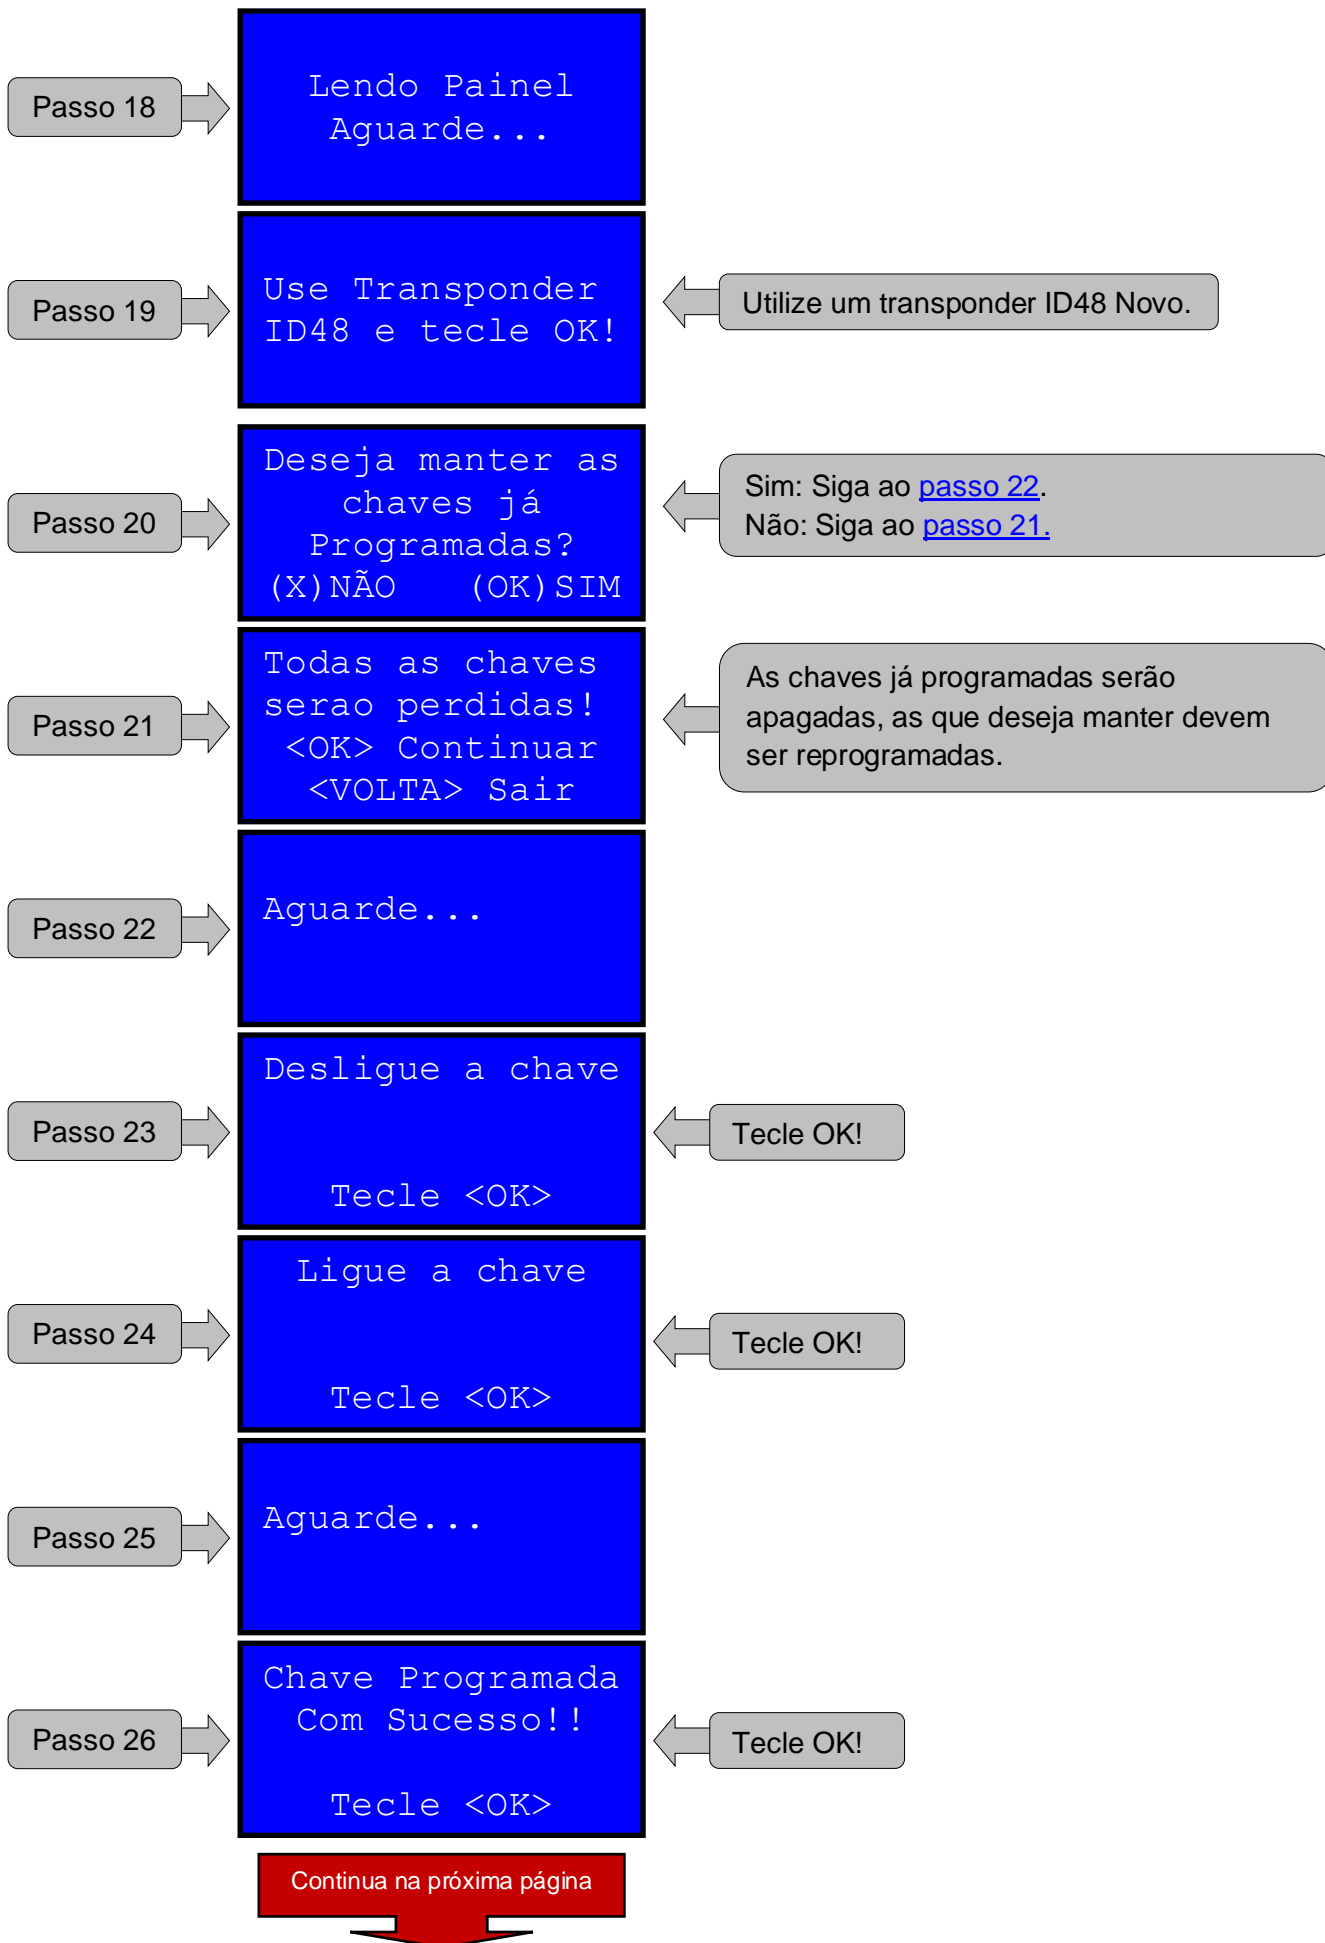 Passo 18
Lendo Painel
Aguarde...
Passo 19
Use Transponder
ID48 e tecle OK!
Utilize um transponder ID48 Novo.
Passo 20
Deseja manter as
chaves já
Programadas?
(X)NÃO (OK)SIM
Sim: Siga ao passo 22.
Não: Siga ao passo 21.
Passo 21
Todas as chaves
serao perdidas!
<OK> Continuar
<VOLTA> Sair
As chaves já programadas serão
apagadas, as que deseja manter devem
ser reprogramadas.
Passo 22
Aguarde...
Passo 23
Desligue a chave
Tecle <OK>
Tecle OK!
Passo 24
Ligue a chave
Tecle <OK>
Tecle OK!
Passo 25
Aguarde...
Passo 26
Chave Programada
Com Sucesso!!
Tecle <OK>
Tecle OK!
Continua na próxima página